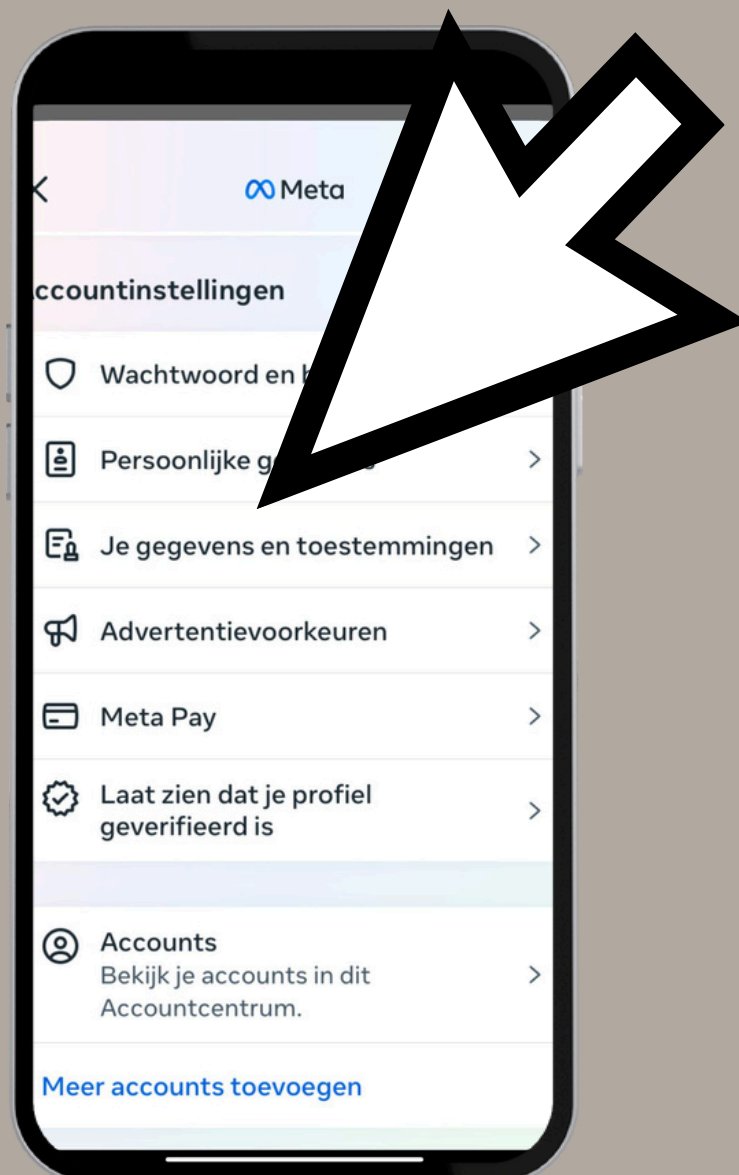 Meta
ccountinstellingen
Wachtwoord en
Persoonlijke
Je gegevens en toestemmingen
Advertentievoorkeuren
Meta Pay
Laat zien dat je profiel
geverifieerd is
Accounts
Bekijk je accounts in dit
Accountcentrum.
Meer accounts toevoegen